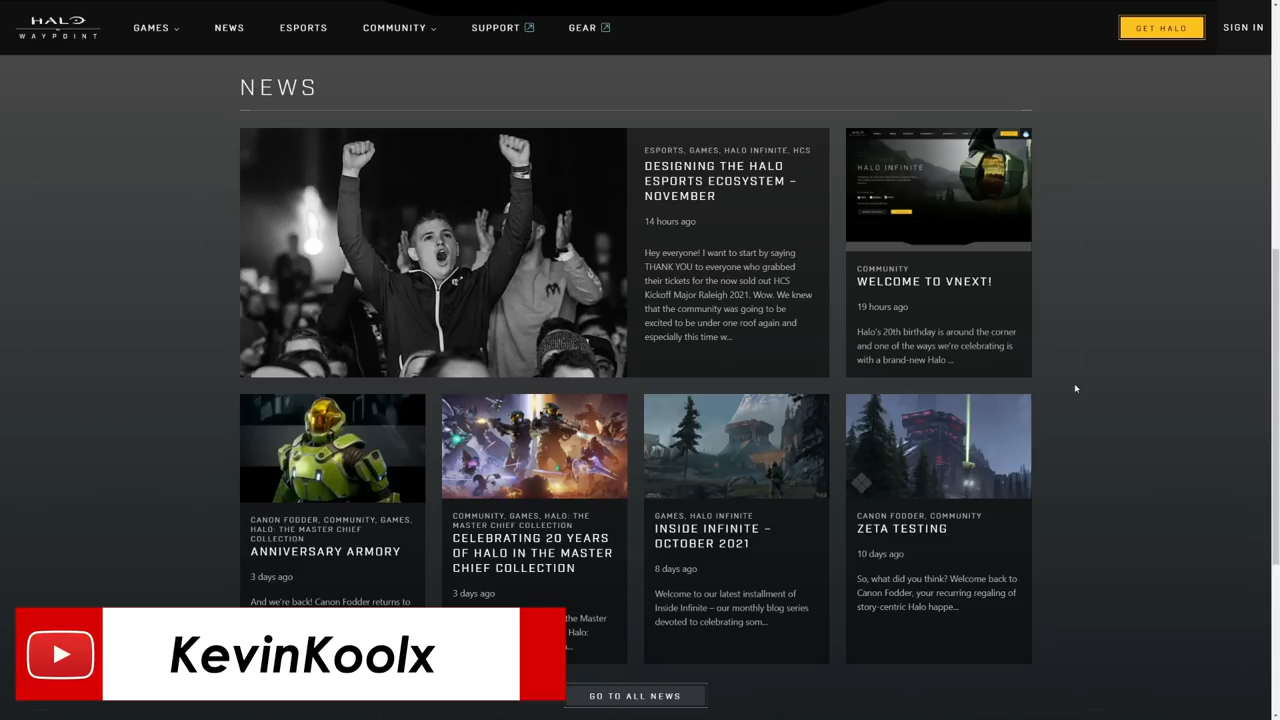 HALO
WAYPOINT
GAMES
NEWS
ESPORTS
COMMUNITY
SUPPORT
GEAR
GET HALO
SIGN IN
NEWS
ESPORTS, GAMES, HALO INFINITE, HCS
DESIGNING THE HALO
ESPORTS ECOSYSTEM –
NOVEMBER
14 hours ago
Hey everyone! I want to start by saying
THANK YOU to everyone who grabbed
their tickets for the now sold out HCS
Kickoff Major Raleigh 2021. Wow. We knew
that the community was going to be
excited to be under one roof again and
especially this time w...
HALO INFINITE
COMMUNITY
WELCOME TO VNEXT!
19 hours ago
Halo's 20th birthday is around the corner
and one of the ways we're celebrating is
with a brand-new Halo ...
CANON FODDER, COMMUNITY, GAMES,
HALO: THE MASTER CHIEF
COLLECTION
ANNIVERSARY ARMORY
3 days ago
And we're back! Canon Fodder returns to
COMMUNITY, GAMES, HALO: THE
MASTER CHIEF COLLECTION
CELEBRATING 20 YEARS
OF HALO IN THE MASTER
CHIEF COLLECTION
3 days ago
the Master
Halo:
INSIDE INFINITE –
GAMES, HALO INFINITE
OCTOBER 2021
8 days ago
Welcome to our latest installment of
Inside Infinite – our monthly blog series
devoted to celebrating som...
CANON FODDER, COMMUNITY
ZETA TESTING
10 days ago
So, what did you think? Welcome back to
Canon Fodder, your recurring regaling of
story-centric Halo happe...
KevinKoolx
GO TO ALL NEWS